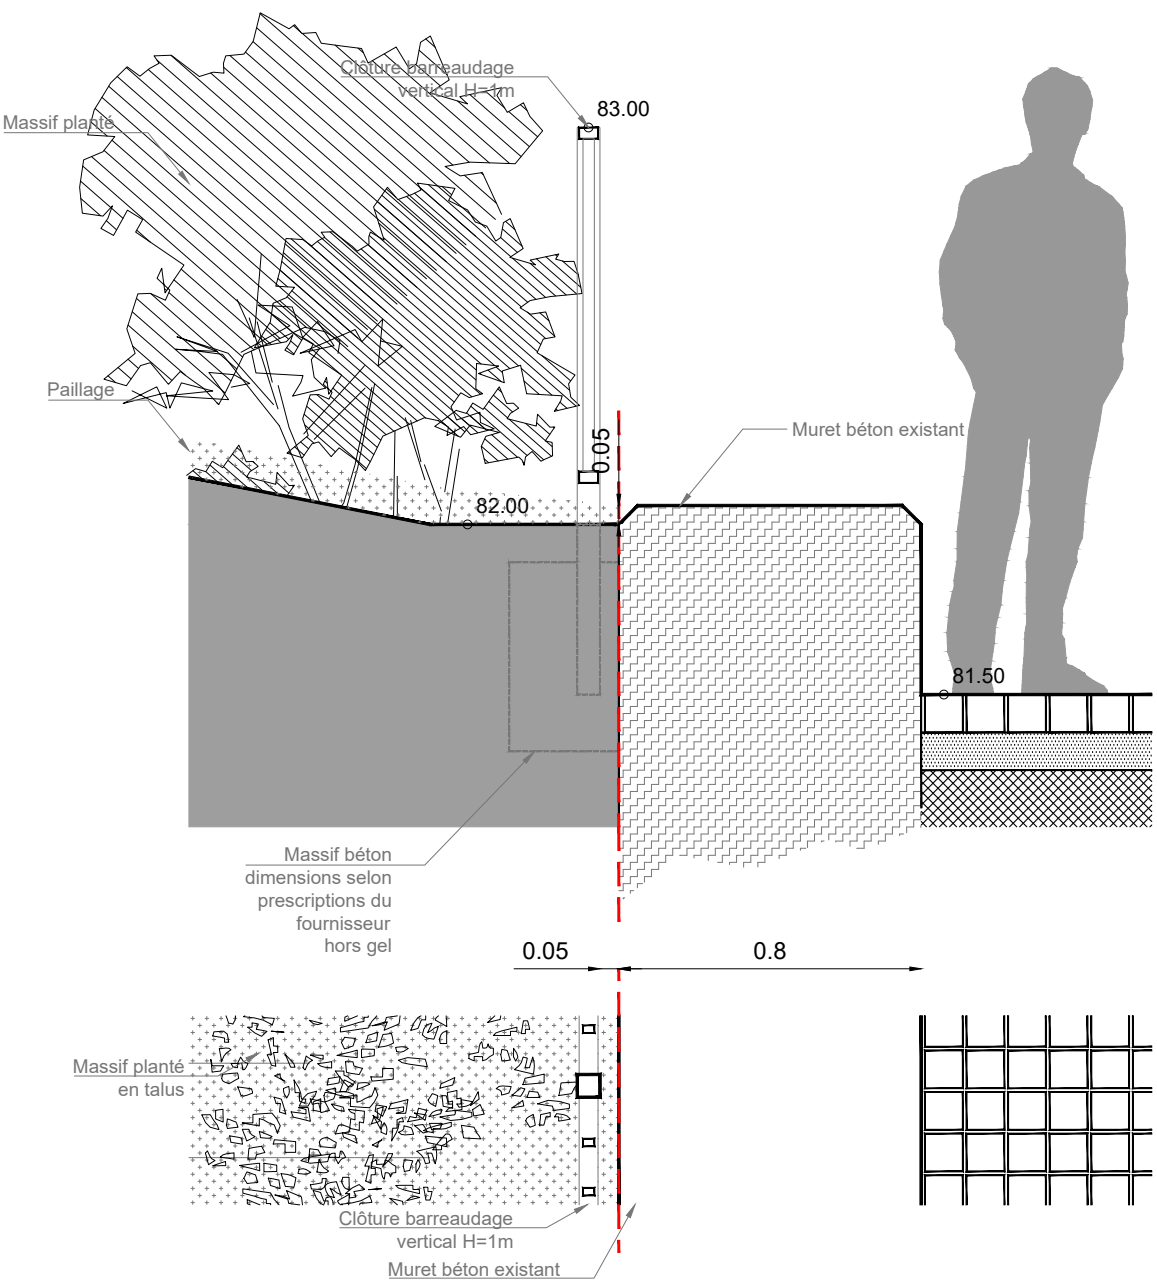 Clôture barreaudage
vertical H=1m
83.00
Massif planté
Paillage
Muret béton existant
0.05
82.00
81.50
Massif béton
dimensions selon
prescriptions du
fournisseur
hors gel
0.05
0.8
Massif planté
en talus
Clôture barreaudage
vertical H=1m
Muret béton existant